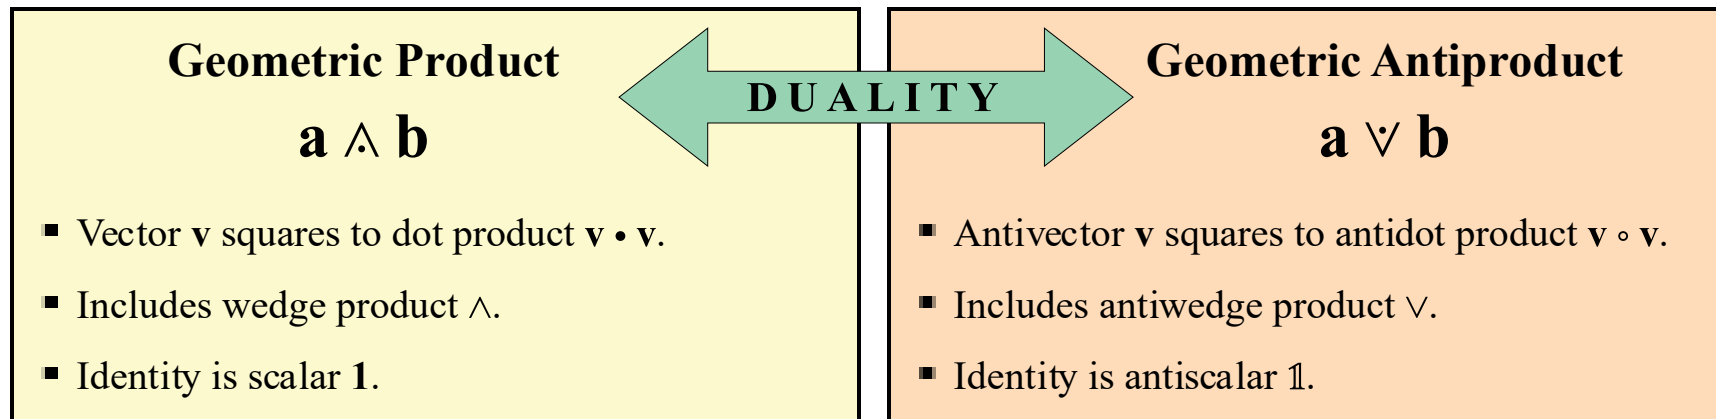 Geometric Product
a ⟑ b
▪ Vector v squares to dot product v • v.
▪ Includes wedge product ∧.
▪ Identity is scalar 1.
DUALITY
Geometric Antiproduct
a ⟇ b
▪ Antivector v squares to antidot product v ∘ v.
▪ Includes antiwedge product ∨.
▪ Identity is antiscalar 𝟙.